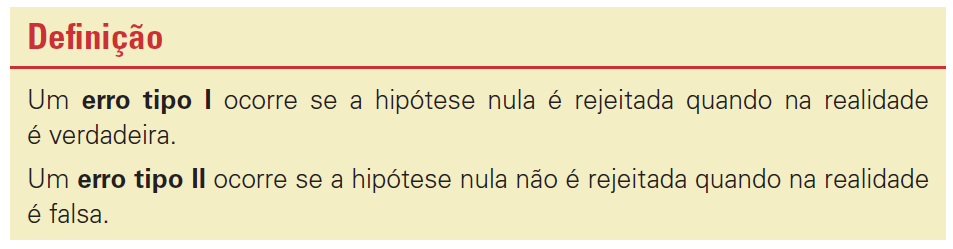 Definição
Um erro tipo I ocorre se a hipótese nula é rejeitada quando na realidade
é verdadeira.
Um erro tipo II ocorre se a hipótese nula não é rejeitada quando na realidade
é falsa.